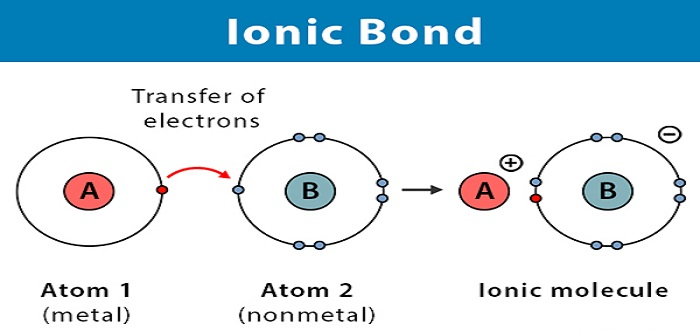 Ionic Bond
Transfer of
electrons
A
B
A
+
B
−
Atom 1
(metal)
Atom 2
(nonmetal)
Ionic molecule